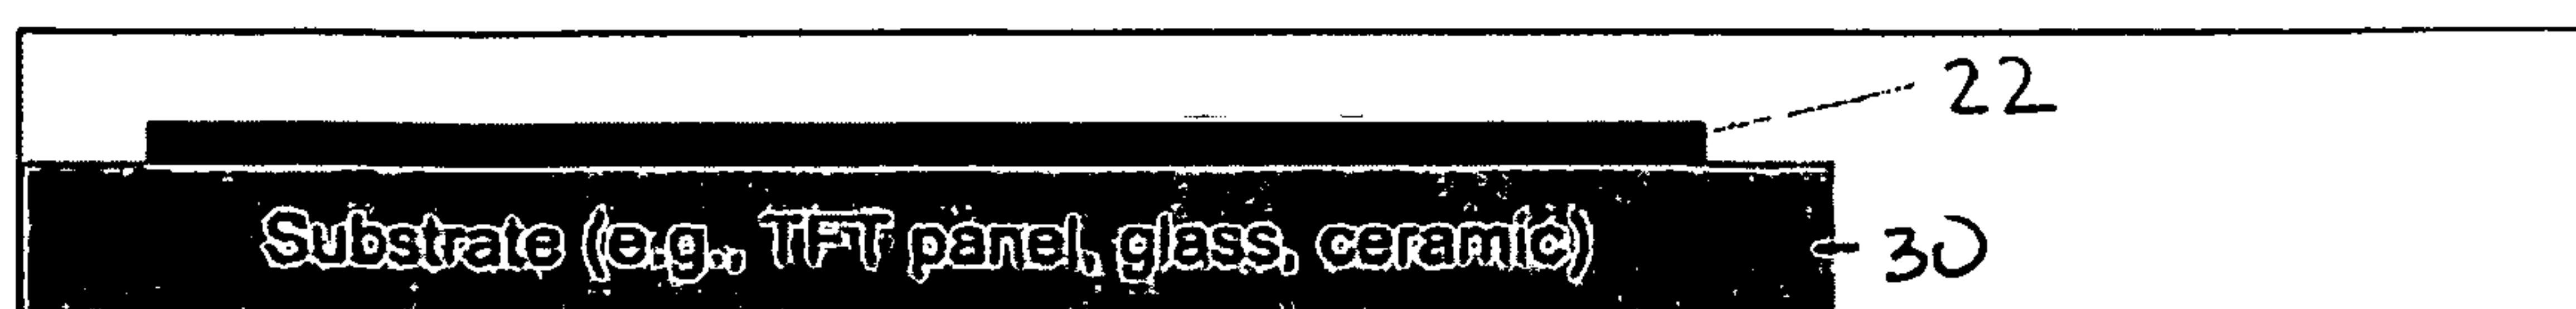 22
Substrate (e.g., TFT panel, glass, ceramic)
30